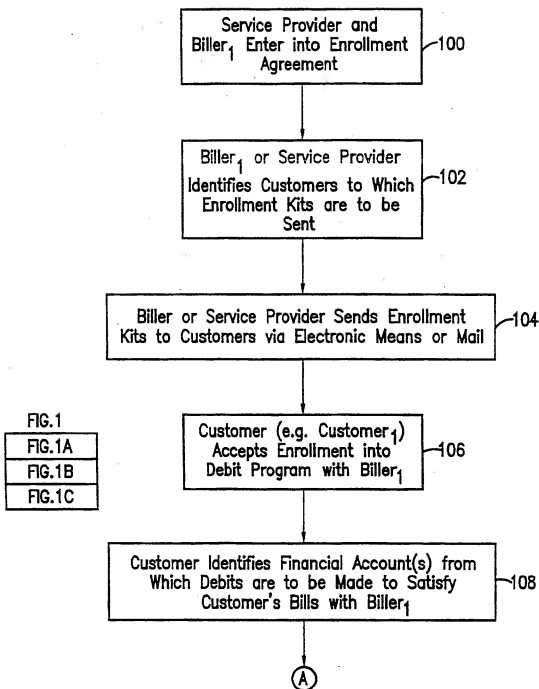 Service Provider and
Biller₁ Enter into Enrollment
Agreement
100
Biller₁ or Service Provider
Identifies Customers to Which
Enrollment Kits are to be
Sent
102
Biller or Service Provider Sends Enrollment
Kits to Customers via Electronic Means or Mail
104
FIG.1
FIG.1A
FIG.1B
FIG.1C
Customer (e.g. Customer₁)
Accepts Enrollment into
Debit Program with Biller₁
106
Customer Identifies Financial Account(s) from
Which Debits are to be Made to Satisfy
Customer's Bills with Biller₁
108
A